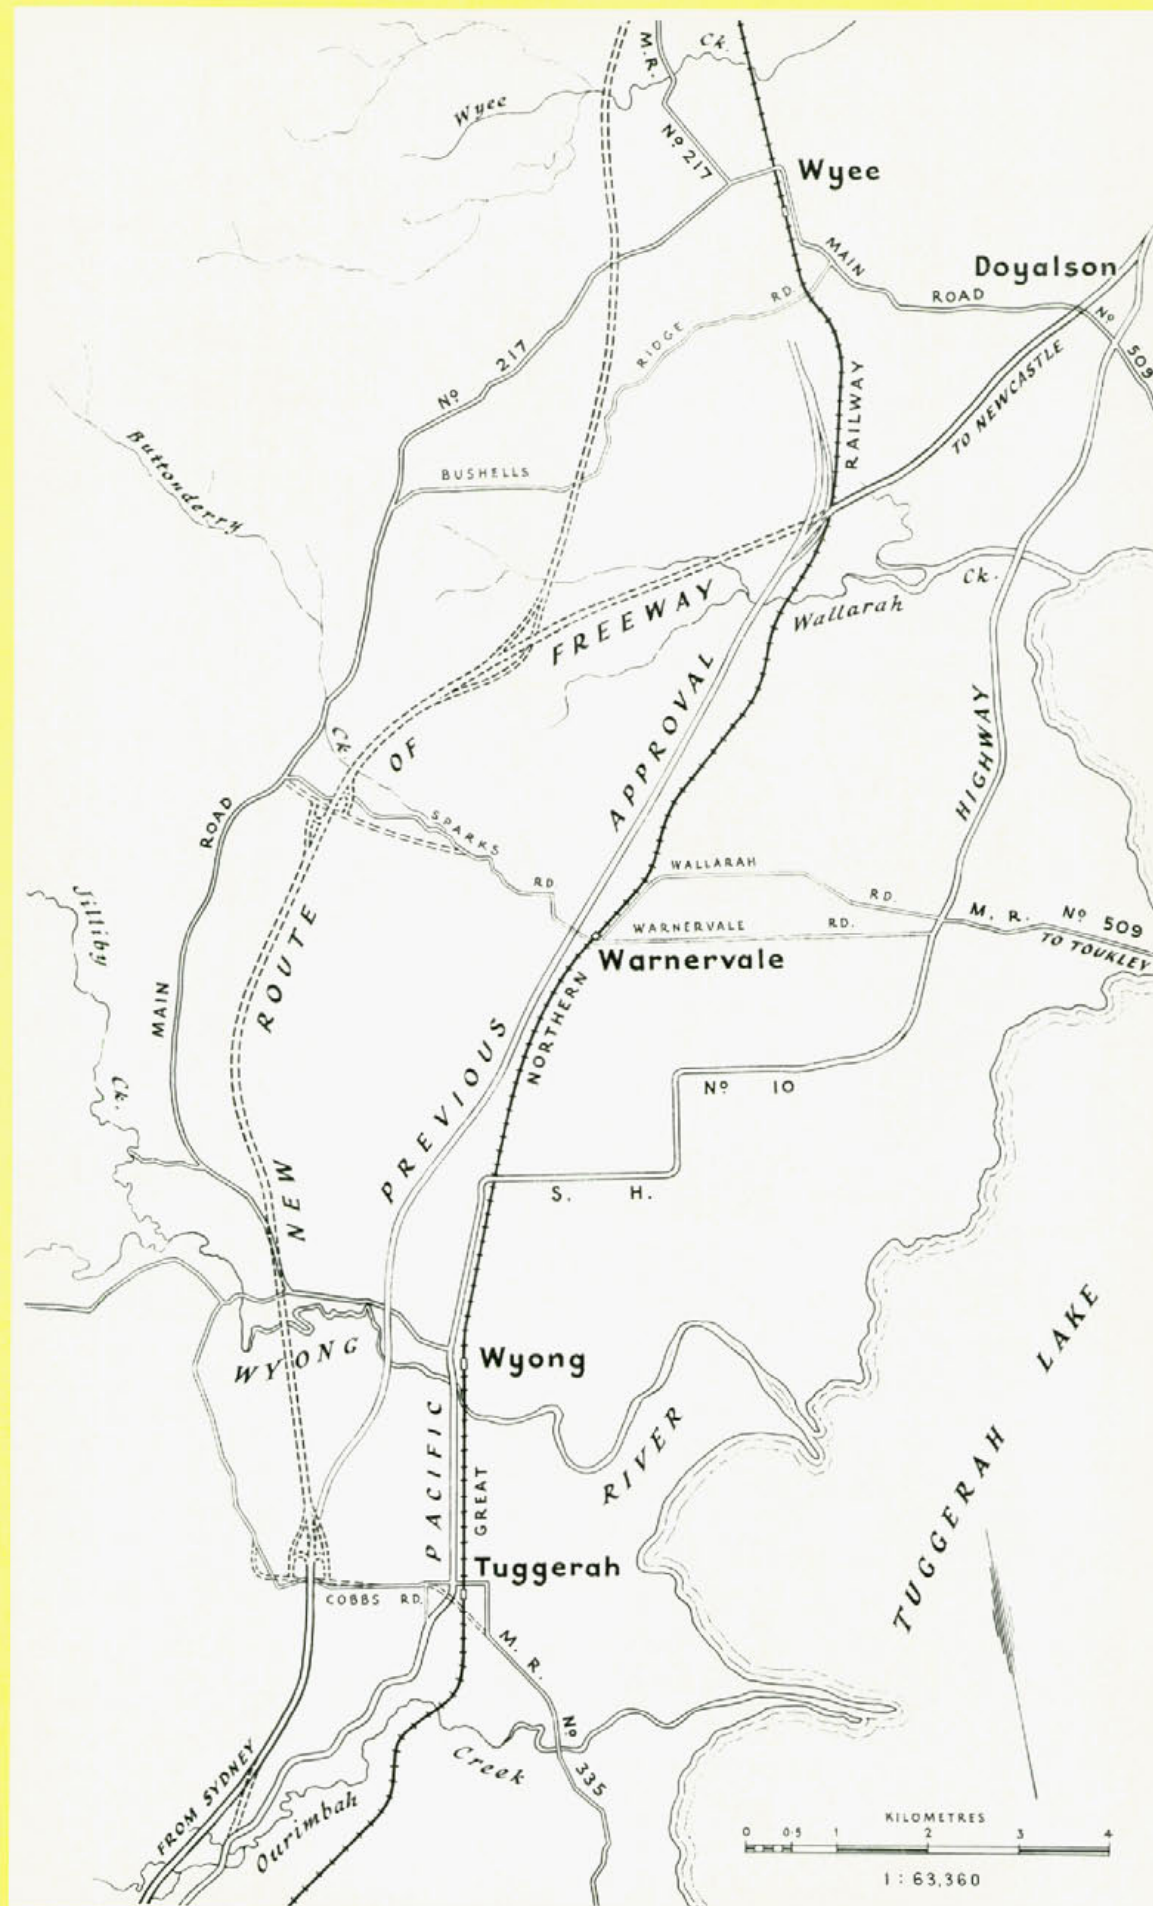 W.R.
Ck.
Wyee
Nº 217
Wyee
MAIN
Doyalson
ROAD
Nº
509
RIDGE
RD.
Nº 217
RAILWAY
TO NEWCASTLE
BUSHELLS
Buttonderry
Ck.
FREEWAY
Wallarah
Ck.
APPROVAL
OF
HIGHWAY
ROAD
SPARKS
RD
WALLARAH
RD.
M. R. Nº 509
TO TOUKLEY
WARNERVALE RD.
Warnervale
Jilliby
Ck.
ROUTE
MAIN
NORTHERN
PREVIOUS
Nº 10
S. H.
NEW
WYONG
Wyong
LAKE
RIVER
PACIFIC
GREAT
TUGGERAH
Tuggerah
COBBS RD.
M. R.
Nº
335
FROM SYDNEY
Creek
Ourimbah
KILOMETRES
0 0·5 1 2 3 4
1 : 63,360